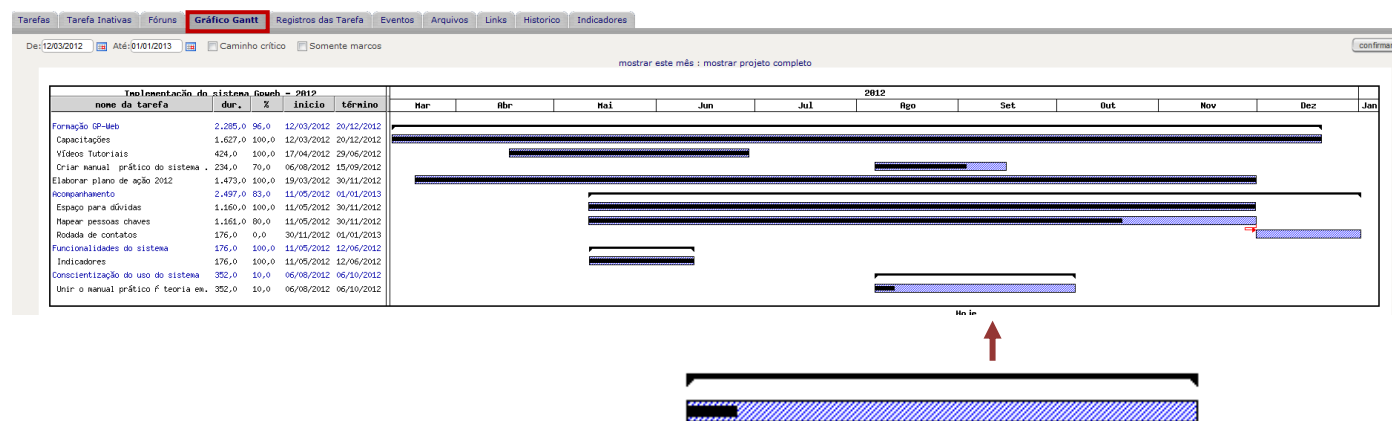 Tarefas Tarefa Inativas Fóruns Gráfico Gantt Registros das Tarefa Eventos Arquivos Links Historico Indicadores
De: 12/03/2012 Até: 01/01/2013 Caminho crítico Somente marcos confirmar
mostrar este mês : mostrar projeto completo
Implementação do sistema Gpweb - 2012 2012
nome da tarefa dur. % inicio término Mar Abr Mai Jun Jul Ago Set Out Nov Dez Jan
Formação GP-Web 2.285,0 96,0 12/03/2012 20/12/2012
Capacitações 1.627,0 100,0 12/03/2012 20/12/2012
Vídeos Tutoriais 424,0 100,0 17/04/2012 29/06/2012
Criar manual prático do sistema . 234,0 70,0 06/08/2012 15/09/2012
Elaborar plano de ação 2012 1.473,0 100,0 19/03/2012 30/11/2012
Acompanhamento 2.497,0 83,0 11/05/2012 01/01/2013
Espaço para dúvidas 1.160,0 100,0 11/05/2012 30/11/2012
Mapear pessoas chaves 1.161,0 80,0 11/05/2012 30/11/2012
Rodada de contatos 176,0 0,0 30/11/2012 01/01/2013
Funcionalidades do sistema 176,0 100,0 11/05/2012 12/06/2012
Indicadores 176,0 100,0 11/05/2012 12/06/2012
Conscientização do uso do sistema 352,0 10,0 06/08/2012 06/10/2012
Unir o manual prático ŕ teoria em. 352,0 10,0 06/08/2012 06/10/2012
Hoje